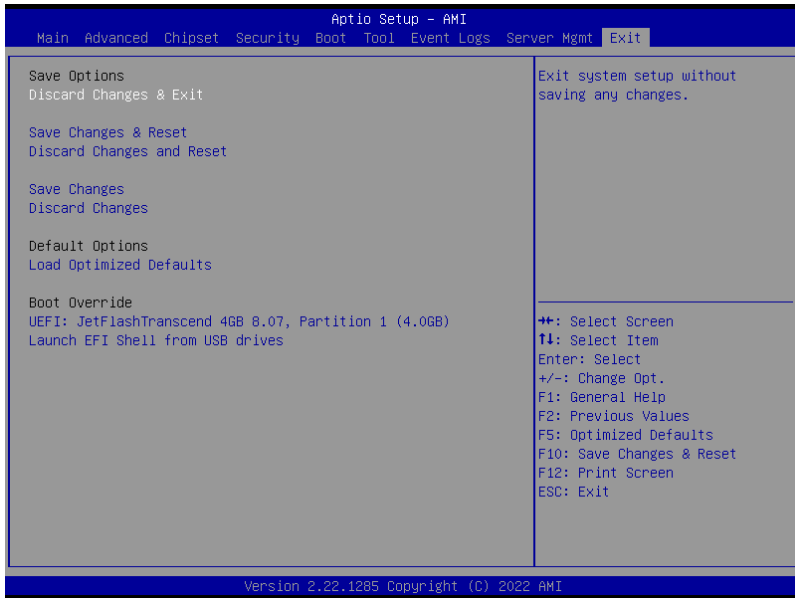 Aptio Setup – AMI
Main Advanced Chipset Security Boot Tool Event Logs Server Mgmt Exit
Save Options
Discard Changes & Exit
Save Changes & Reset
Discard Changes and Reset
Save Changes
Discard Changes
Default Options
Load Optimized Defaults
Boot Override
UEFI: JetFlashTranscend 4GB 8.07, Partition 1 (4.0GB)
Launch EFI Shell from USB drives
Exit system setup without
saving any changes.
→←: Select Screen
↑↓: Select Item
Enter: Select
+/-: Change Opt.
F1: General Help
F2: Previous Values
F5: Optimized Defaults
F10: Save Changes & Reset
F12: Print Screen
ESC: Exit
Version 2.22.1285 Copyright (C) 2022 AMI